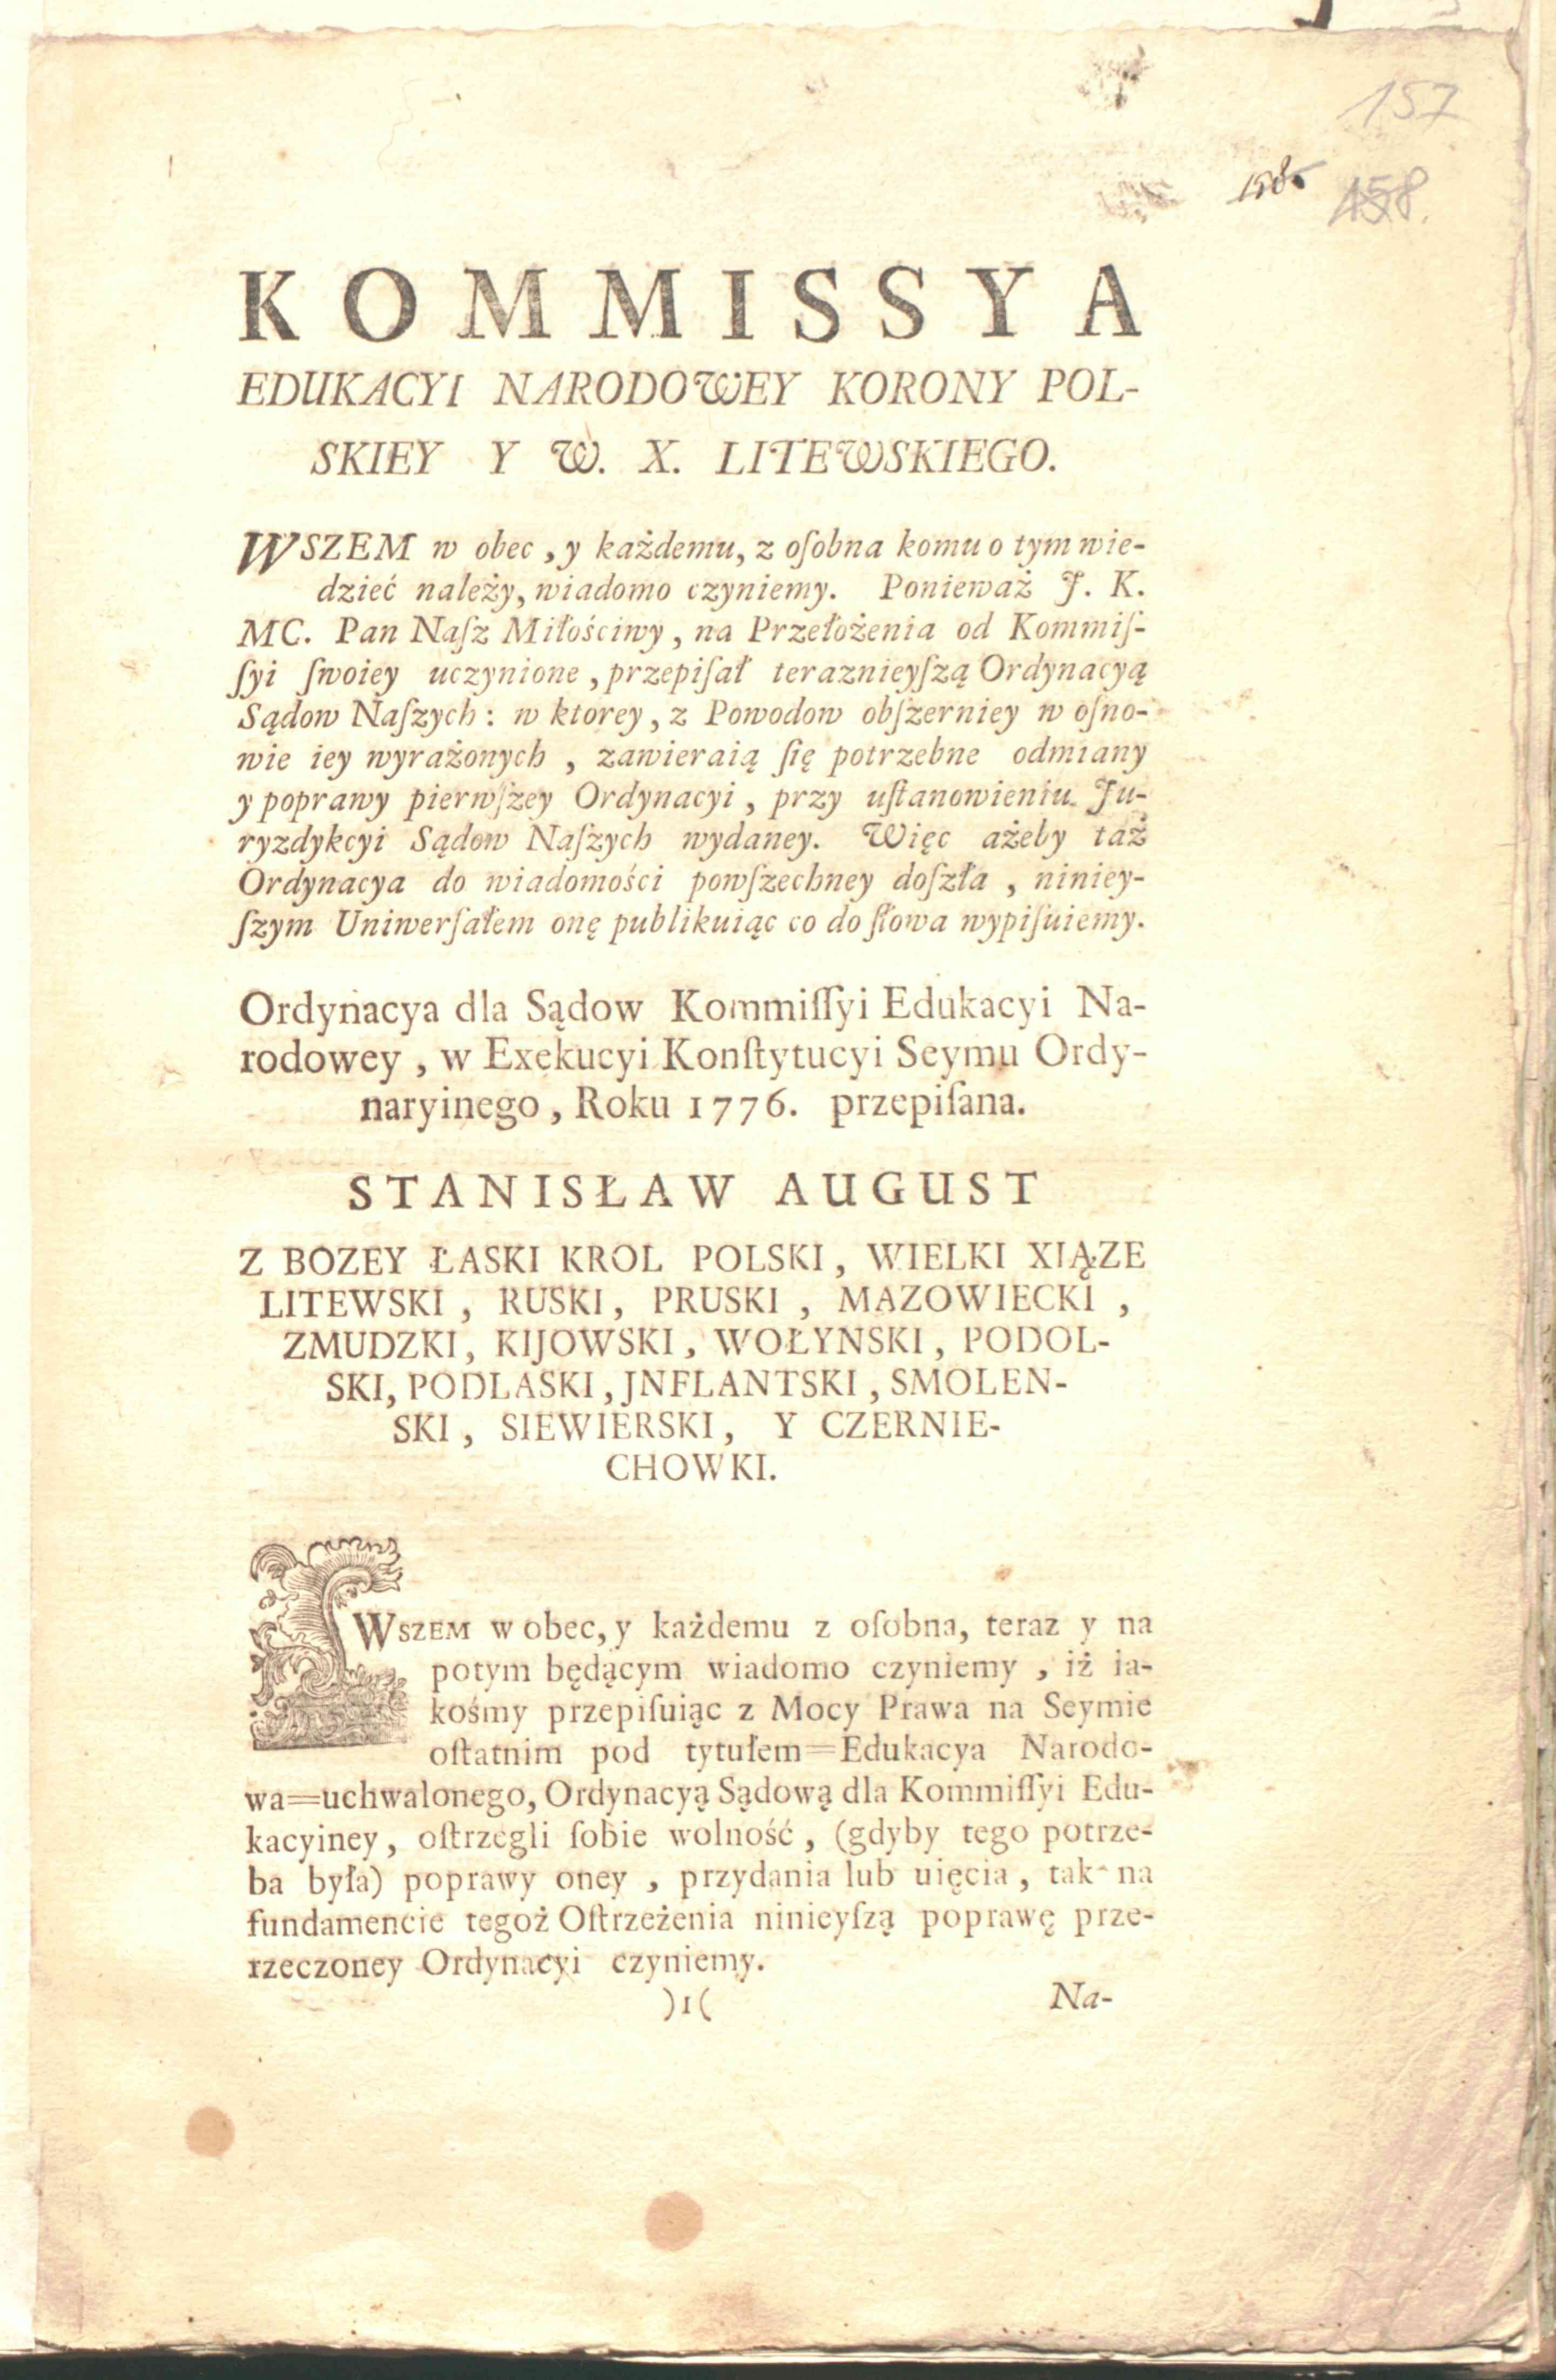 157
158.
KOMMISSYA
EDUKACYI NARODOWEY KORONY POL-
SKIEY Y W. X. LITEWSKIEGO.
WSZEM w obec, y każdemu, z oſobna komu o tym wie-
dzieć należy, wiadomo czyniemy. Ponieważ J. K.
MC. Pan Naſz Miłościwy, na Przełożenia od Kommiſ-
ſyi ſwoiey uczynione, przepiſał teraznieyſzą Ordynacyą
Sądow Naſzych: w ktorey, z Powodow obſzerniey w oſno-
wie iey wyrażonych, zawieraią ſię potrzebne odmiany
y poprawy pierwſzey Ordynacyi, przy uſtanowieniu Ju-
ryzdykcyi Sądow Naſzych wydaney. Więc ażeby taż
Ordynacya do wiadomości powſzechney doſzła, niniey-
ſzym Uniwerſałem onę publikuiąc co do ſłowa wypiſuiemy.
Ordynacya dla Sądow Kommiſſyi Edukacyi Na-
rodowey, w Exekucyi Konſtytucyi Seymu Ordy-
naryinego, Roku 1776. przepiſana.
STANISŁAW AUGUST
Z BOZEY ŁASKI KROL POLSKI, WIELKI XIĄZE
LITEWSKI, RUSKI, PRUSKI, MAZOWIECKI,
ZMUDZKI, KIJOWSKI, WOŁYNSKI, PODOL-
SKI, PODLASKI, JNFLANTSKI, SMOLEN-
SKI, SIEWIERSKI, Y CZERNIE-
CHOWKI.
WSZEM w obec, y każdemu z oſobna, teraz y na
potym będącym wiadomo czyniemy, iż ia-
kośmy przepiſuiąc z Mocy Prawa na Seymie
oſtatnim pod tytułem=Edukacya Narodo-
wa=uchwalonego, Ordynacyą Sądową dla Kommiſſyi Edu-
kacyiney, oſtrzegli ſobie wolność, (gdyby tego potrze-
ba była) poprawy oney, przydania lub uięcia, tak na
fundamencie tegoż Oſtrzeżenia ninieyſzą poprawę prze-
rzeczoney Ordynacyi czyniemy.
)1(
Na-